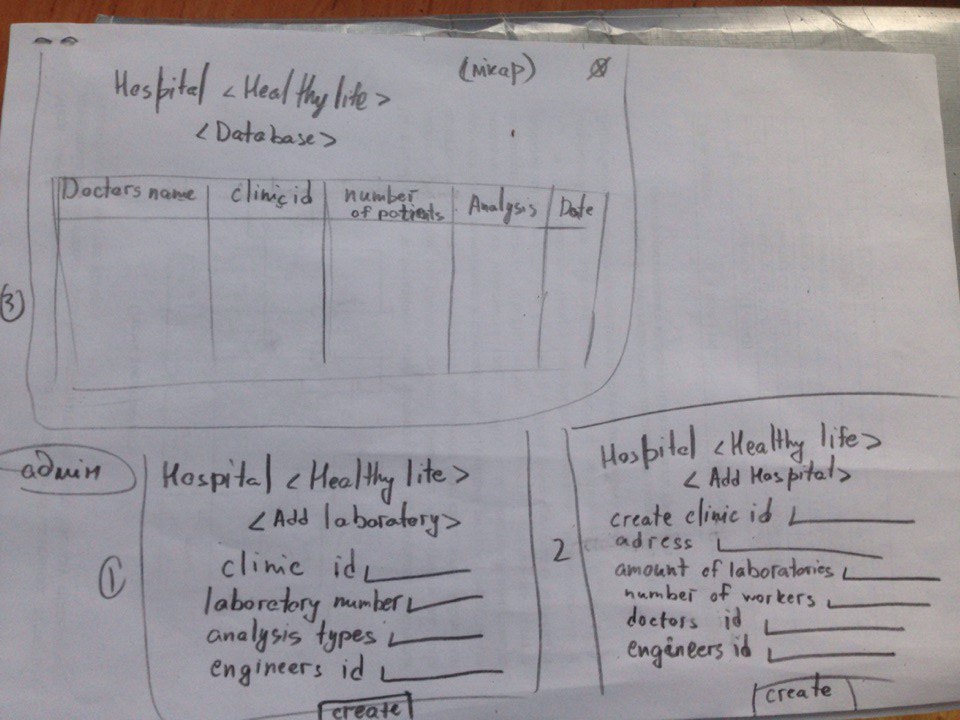 Hospital <Healthy life>
<Database>
Doctors name clinic id number of patients Analysis Date
3
admin
1
Hospital <Healthy life>
<Add laboratory>
clinic id
laboratory number
analysis types
engineers id
create
2
Hospital <Healthy life>
<Add Hospital>
create clinic id
adress
amount of laboratories
number of workers
doctors id
engineers id
create